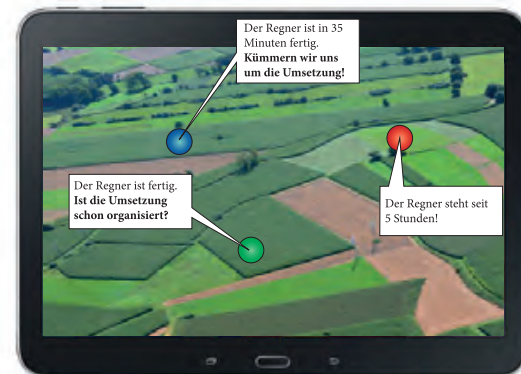 Der Regner ist in 35
Minuten fertig.
Kümmern wir uns
um die Umsetzung!
Der Regner ist fertig.
Ist die Umsetzung
schon organisiert?
Der Regner steht seit
5 Stunden!